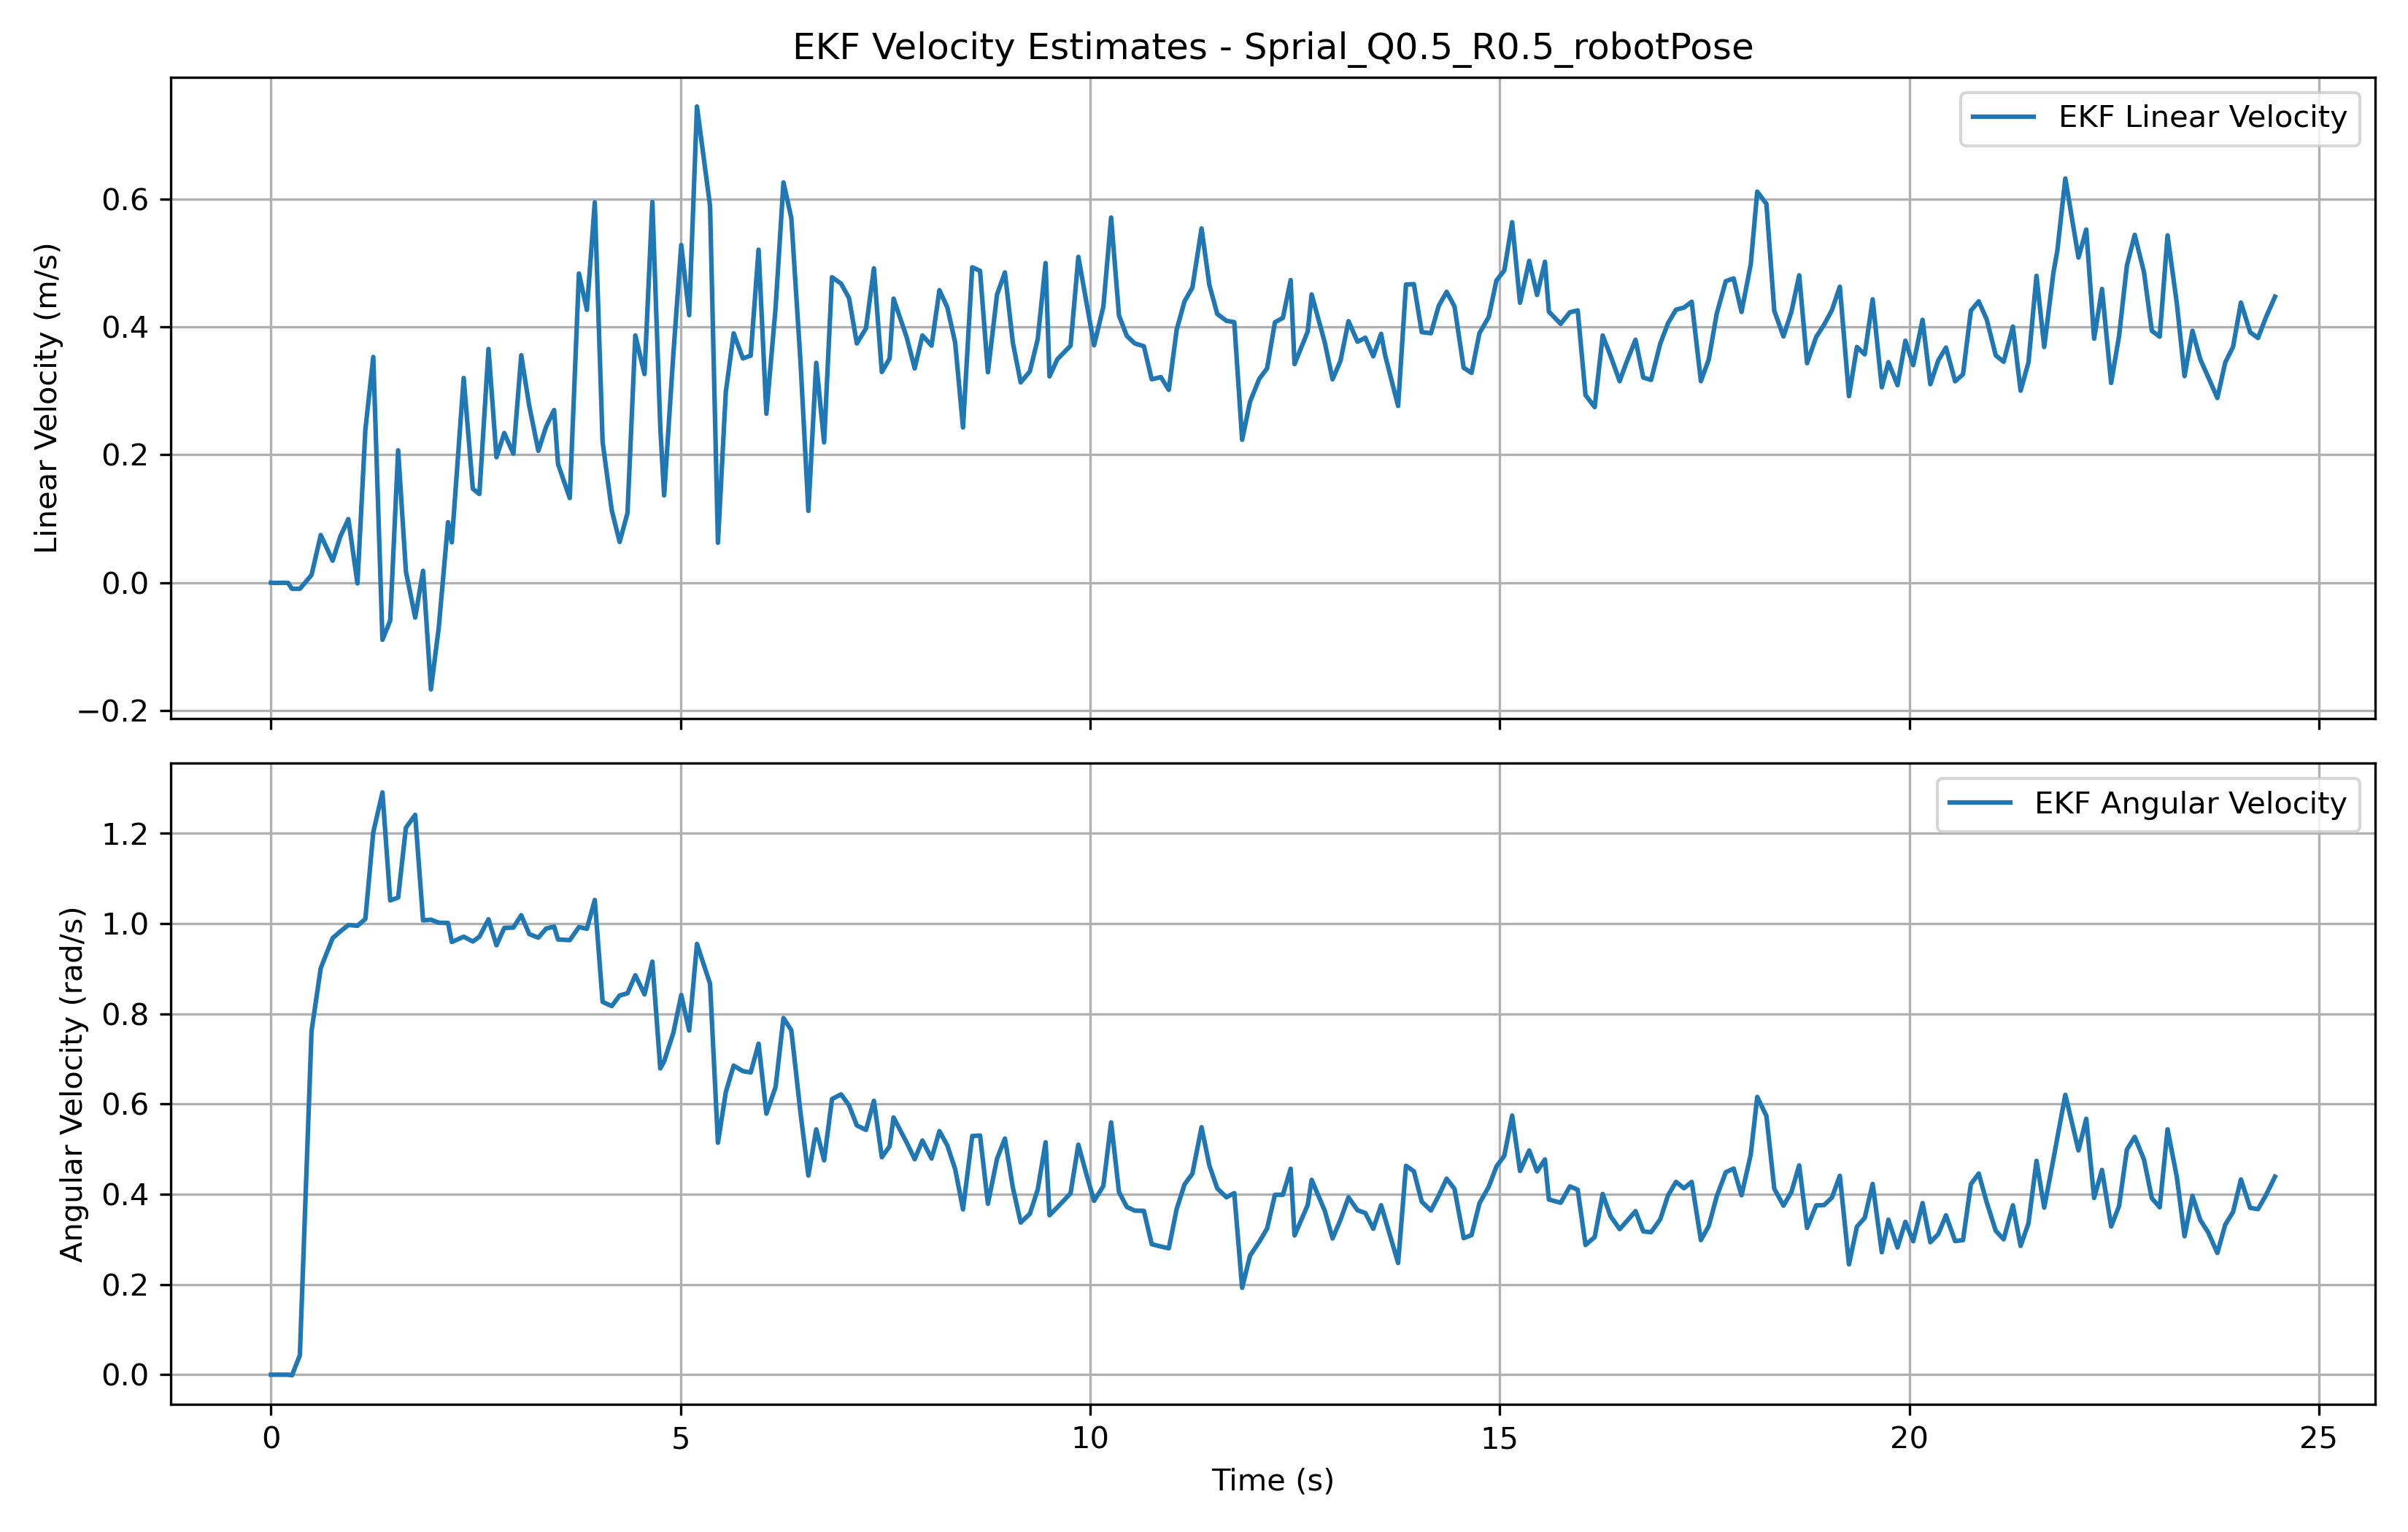 EKF Velocity Estimates - Sprial_Q0.5_R0.5_robotPose
EKF Linear Velocity
Linear Velocity (m/s)
0.6
0.4
0.2
0.0
−0.2
EKF Angular Velocity
Angular Velocity (rad/s)
1.2
1.0
0.8
0.6
0.4
0.2
0.0
0 5 10 15 20 25
Time (s)